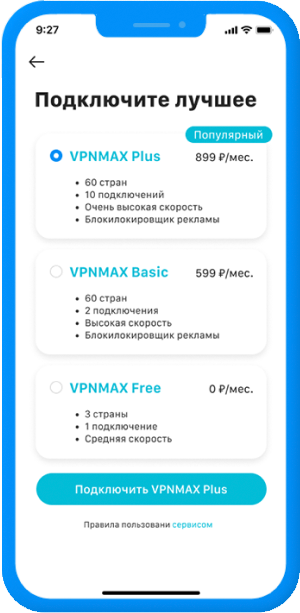 9:27
Подключите лучшее
Популярный
VPNMAX Plus 899 ₽/мес.
• 60 стран
• 10 подключений
• Очень высокая скорость
• Блокилокировщик рекламы
VPNMAX Basic 599 ₽/мес.
• 60 стран
• 2 подключения
• Высокая скорость
• Блокилокировщик рекламы
VPNMAX Free 0 ₽/мес.
• 3 страны
• 1 подключение
• Средняя скорость
Подключить VPNMAX Plus
Правила пользовани сервисом